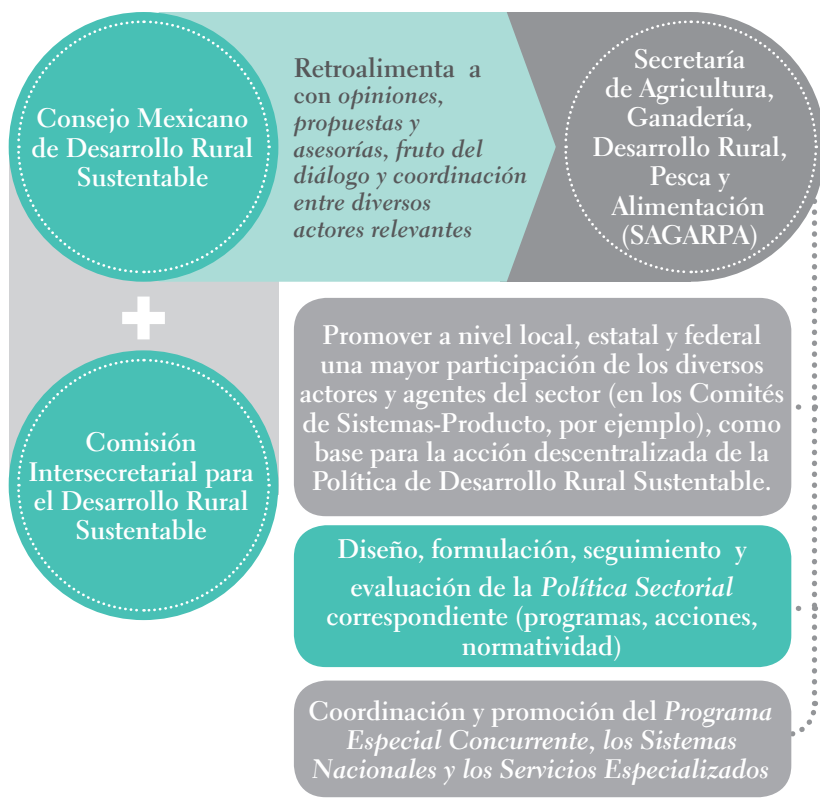 Consejo Mexicano
de Desarrollo Rural
Sustentable
Retroalimenta a
con opiniones,
propuestas y
asesorías, fruto del
diálogo y coordinación
entre diversos
actores relevantes
Secretaría
de Agricultura,
Ganadería,
Desarrollo Rural,
Pesca y
Alimentación
(SAGARPA)
+
Comisión
Intersecretarial para
el Desarrollo Rural
Sustentable
Promover a nivel local, estatal y federal
una mayor participación de los diversos
actores y agentes del sector (en los Comités
de Sistemas-Producto, por ejemplo), como
base para la acción descentralizada de la
Política de Desarrollo Rural Sustentable.
Diseño, formulación, seguimiento y
evaluación de la Política Sectorial
correspondiente (programas, acciones,
normatividad)
Coordinación y promoción del Programa
Especial Concurrente, los Sistemas
Nacionales y los Servicios Especializados